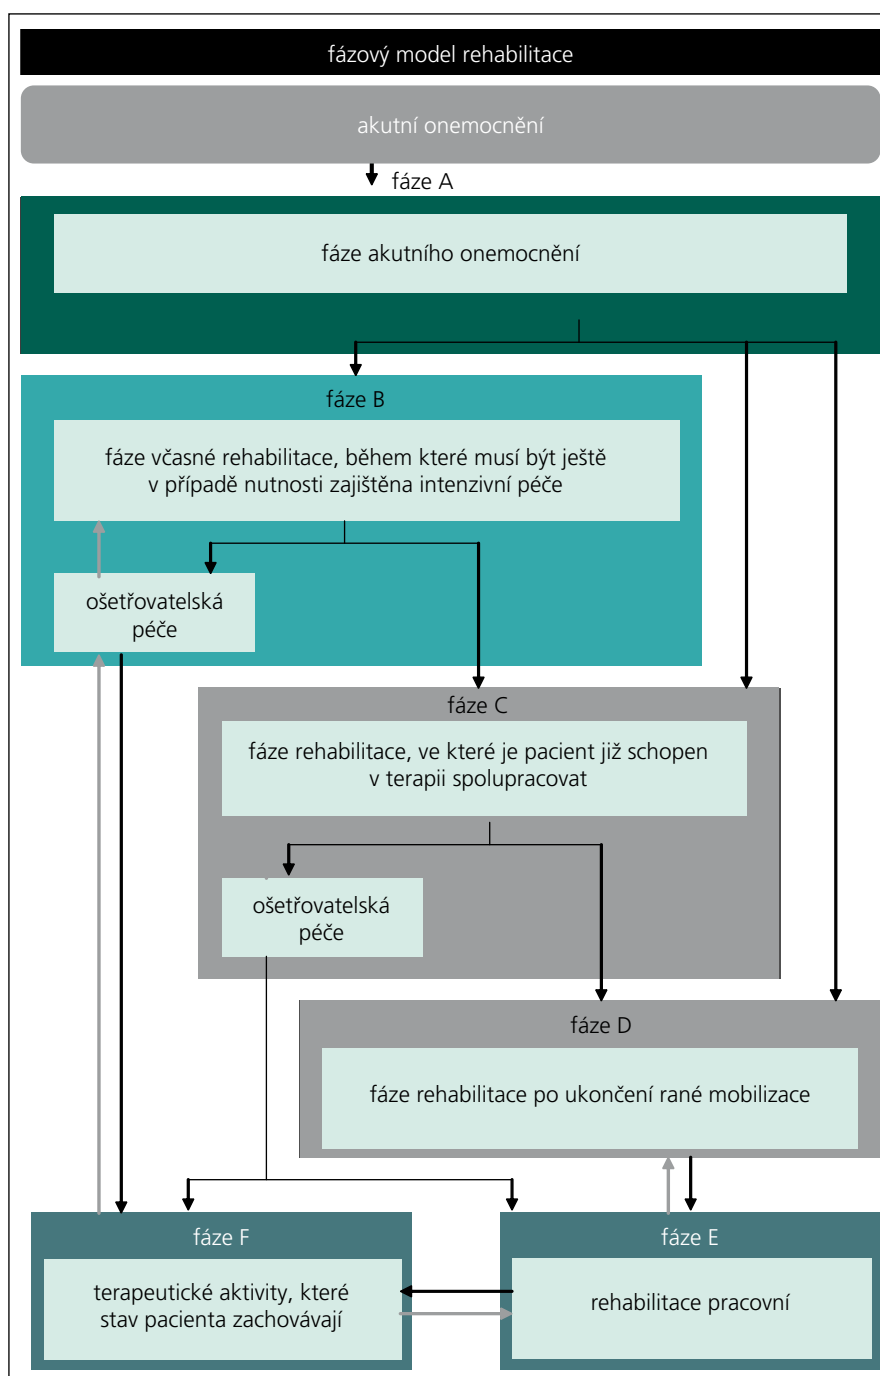 fázový model rehabilitace
akutní onemocnění
fáze A
fáze akutního onemocnění
fáze B
fáze včasné rehabilitace, během které musí být ještě
v případě nutnosti zajištěna intenzivní péče
ošetřovatelská
péče
fáze C
fáze rehabilitace, ve které je pacient již schopen
v terapii spolupracovat
ošetřovatelská
péče
fáze D
fáze rehabilitace po ukončení rané mobilizace
fáze F
terapeutické aktivity, které
stav pacienta zachovávají
fáze E
rehabilitace pracovní